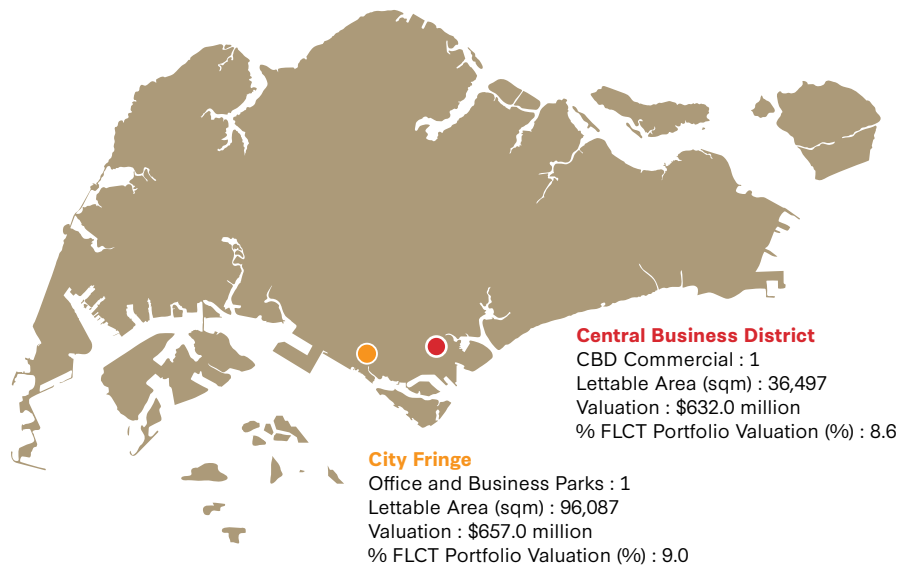 Central Business District
CBD Commercial : 1
Lettable Area (sqm) : 36,497
Valuation : $632.0 million
% FLCT Portfolio Valuation (%) : 8.6
City Fringe
Office and Business Parks : 1
Lettable Area (sqm) : 96,087
Valuation : $657.0 million
% FLCT Portfolio Valuation (%) : 9.0